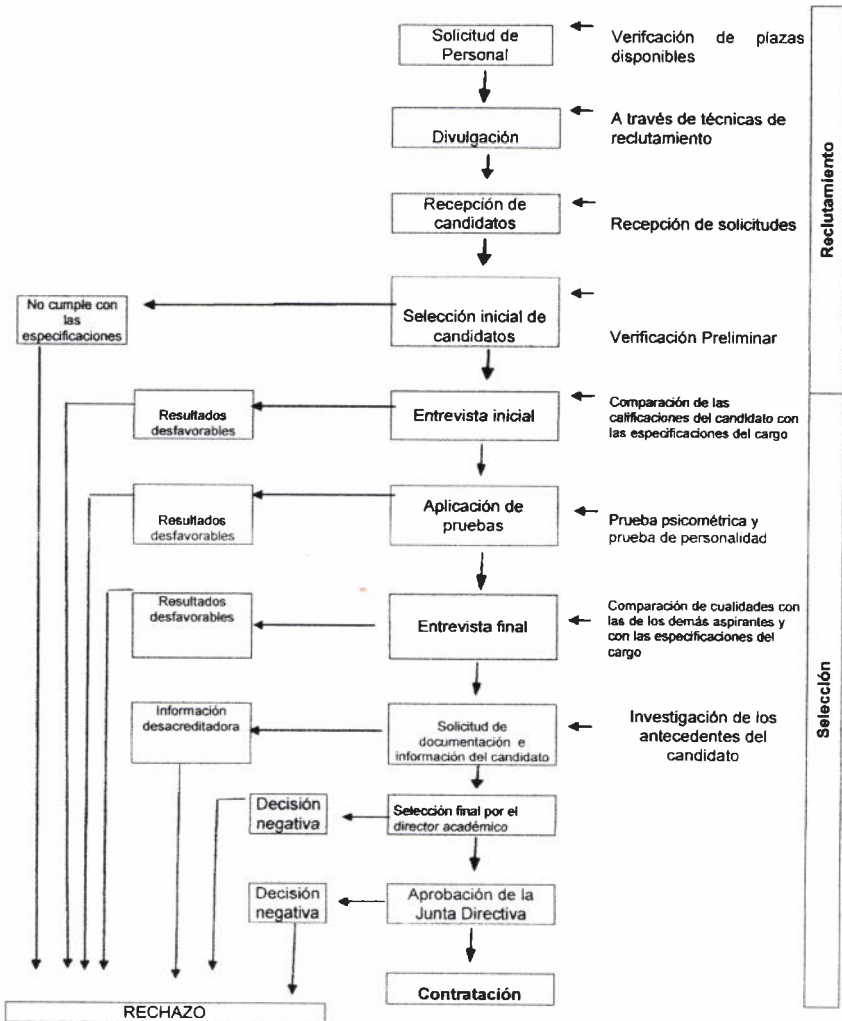 Solicitud de
Personal
Verifcación de plazas
disponibles
Divulgación
A través de técnicas de
reclutamiento
Recepción de
candidatos
Recepción de solicitudes
Reclutamiento
No cumple con
las
especificaciones
Selección inicial de
candidatos
Verificación Preliminar
Resultados
desfavorables
Entrevista inicial
Comparación de las
calificaciones del candidato con
las especificaciones del cargo
Resultados
desfavorables
Aplicación de
pruebas
Prueba psicométrica y
prueba de personalidad
Resultados
desfavorables
Entrevista final
Comparación de cualidades con
las de los demás aspirantes y
con las especificaciones del
cargo
Selección
Información
desacreditadora
Solicitud de
documentación e
información del candidato
Investigación de los
antecedentes del
candidato
Decisión
negativa
Selección final por el
director académico
Decisión
negativa
Aprobación de la
Junta Directiva
Contratación
RECHAZO